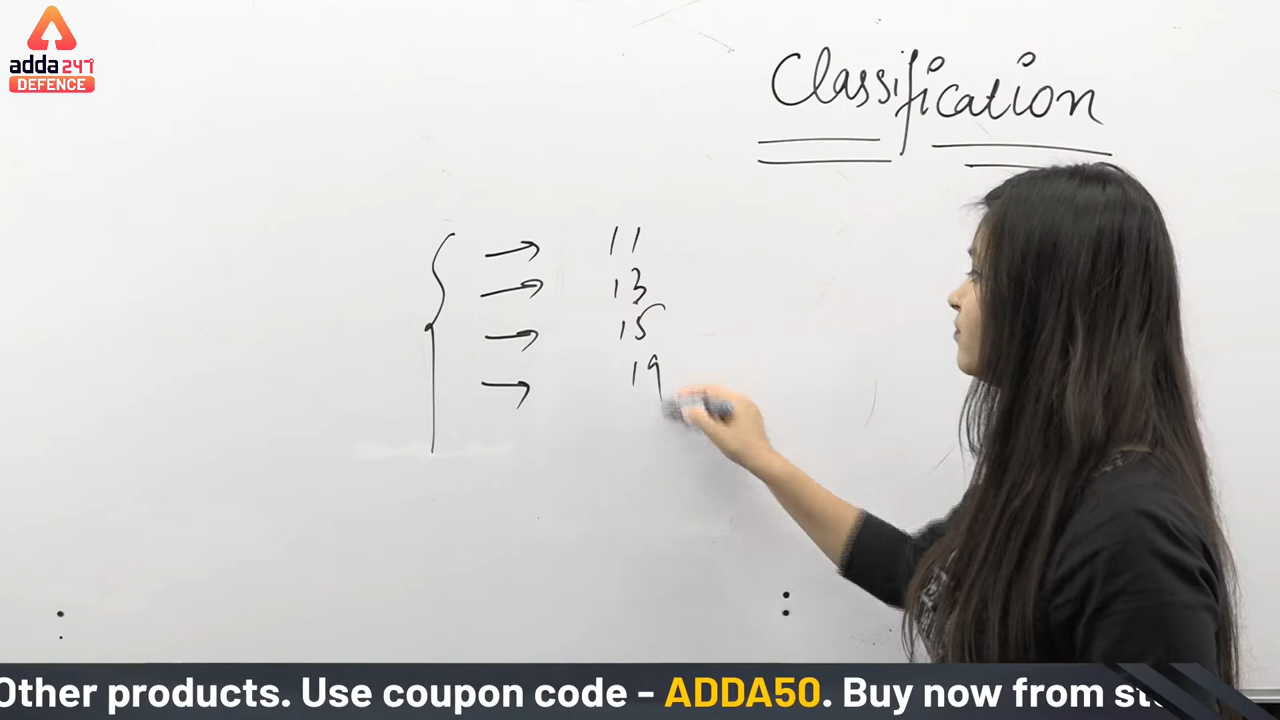 adda247
DEFENCE
Classification
→ 11
→ 13
→ 15
→ 19
Other products. Use coupon code - ADDA50. Buy now from st